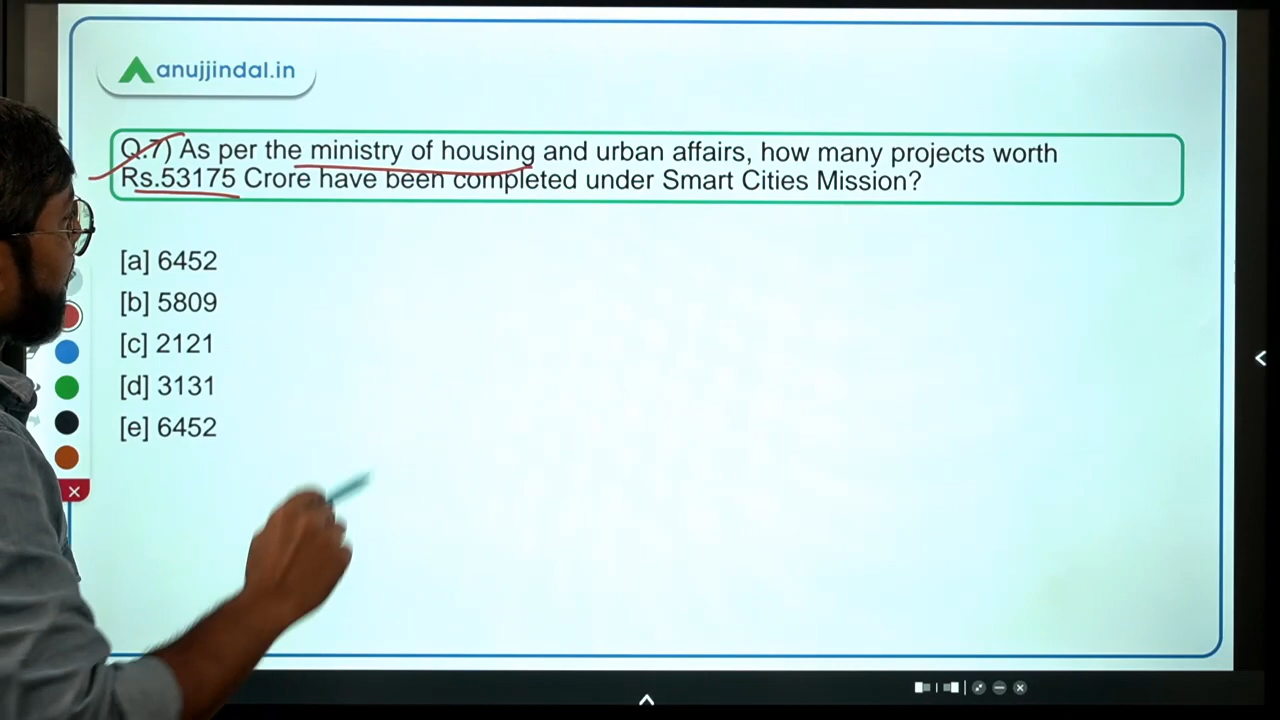 anujjindal.in
Q.7) As per the ministry of housing and urban affairs, how many projects worth
Rs.53175 Crore have been completed under Smart Cities Mission?
[a] 6452
[b] 5809
[c] 2121
[d] 3131
[e] 6452